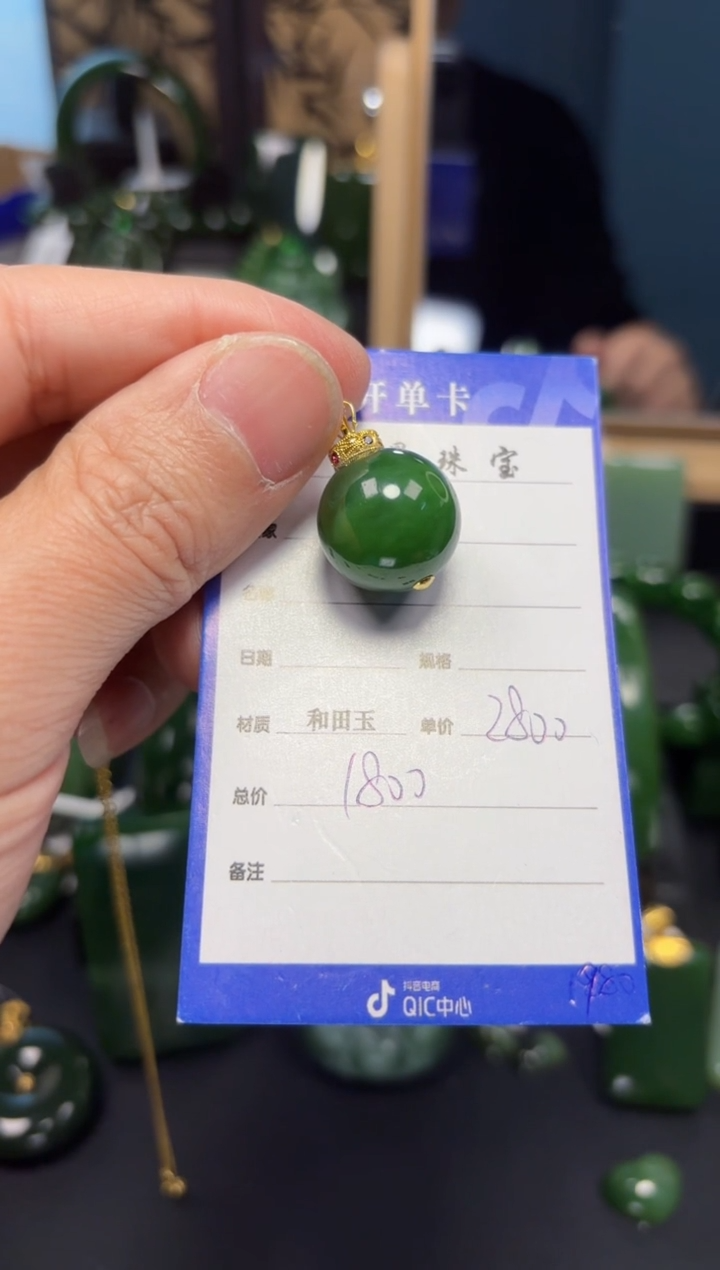 开单卡
珠宝
日期 规格
材质 和田玉 单价 2800
总价 1800
备注
抖音电商
QIC中心
1980